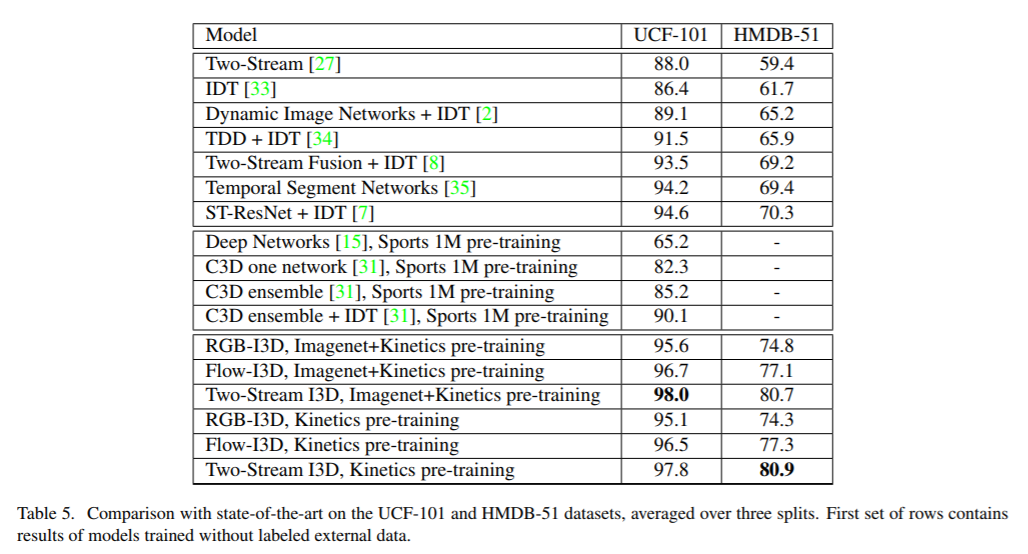 Model UCF-101 HMDB-51
Two-Stream [27] 88.0 59.4
IDT [33] 86.4 61.7
Dynamic Image Networks + IDT [2] 89.1 65.2
TDD + IDT [34] 91.5 65.9
Two-Stream Fusion + IDT [8] 93.5 69.2
Temporal Segment Networks [35] 94.2 69.4
ST-ResNet + IDT [7] 94.6 70.3
Deep Networks [15], Sports 1M pre-training 65.2 -
C3D one network [31], Sports 1M pre-training 82.3 -
C3D ensemble [31], Sports 1M pre-training 85.2 -
C3D ensemble + IDT [31], Sports 1M pre-training 90.1 -
RGB-I3D, Imagenet+Kinetics pre-training 95.6 74.8
Flow-I3D, Imagenet+Kinetics pre-training 96.7 77.1
Two-Stream I3D, Imagenet+Kinetics pre-training 98.0 80.7
RGB-I3D, Kinetics pre-training 95.1 74.3
Flow-I3D, Kinetics pre-training 96.5 77.3
Two-Stream I3D, Kinetics pre-training 97.8 80.9
Table 5. Comparison with state-of-the-art on the UCF-101 and HMDB-51 datasets, averaged over three splits. First set of rows contains
results of models trained without labeled external data.